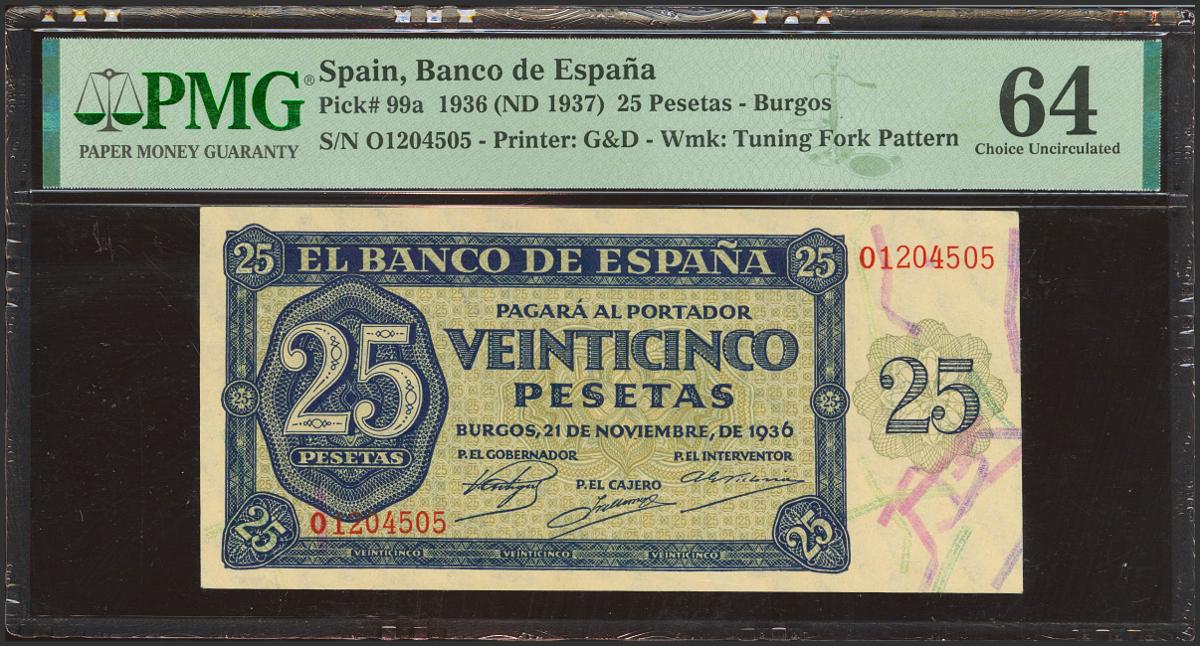 PMG®
PAPER MONEY GUARANTY
Spain, Banco de España
Pick# 99a 1936 (ND 1937) 25 Pesetas - Burgos
S/N O1204505 - Printer: G&D - Wmk: Tuning Fork Pattern
64
Choice Uncirculated
25 EL BANCO DE ESPAÑA 25
O1204505
PAGARÁ AL PORTADOR
VEINTICINCO
PESETAS
25
PESETAS
25
25
25
BURGOS, 21 DE NOVIEMBRE, DE 1936
P. EL GOBERNADOR
P. EL INTERVENTOR
P. EL CAJERO
25
O1204505
25
VEINTICINCO VEINTICINCO VEINTICINCO